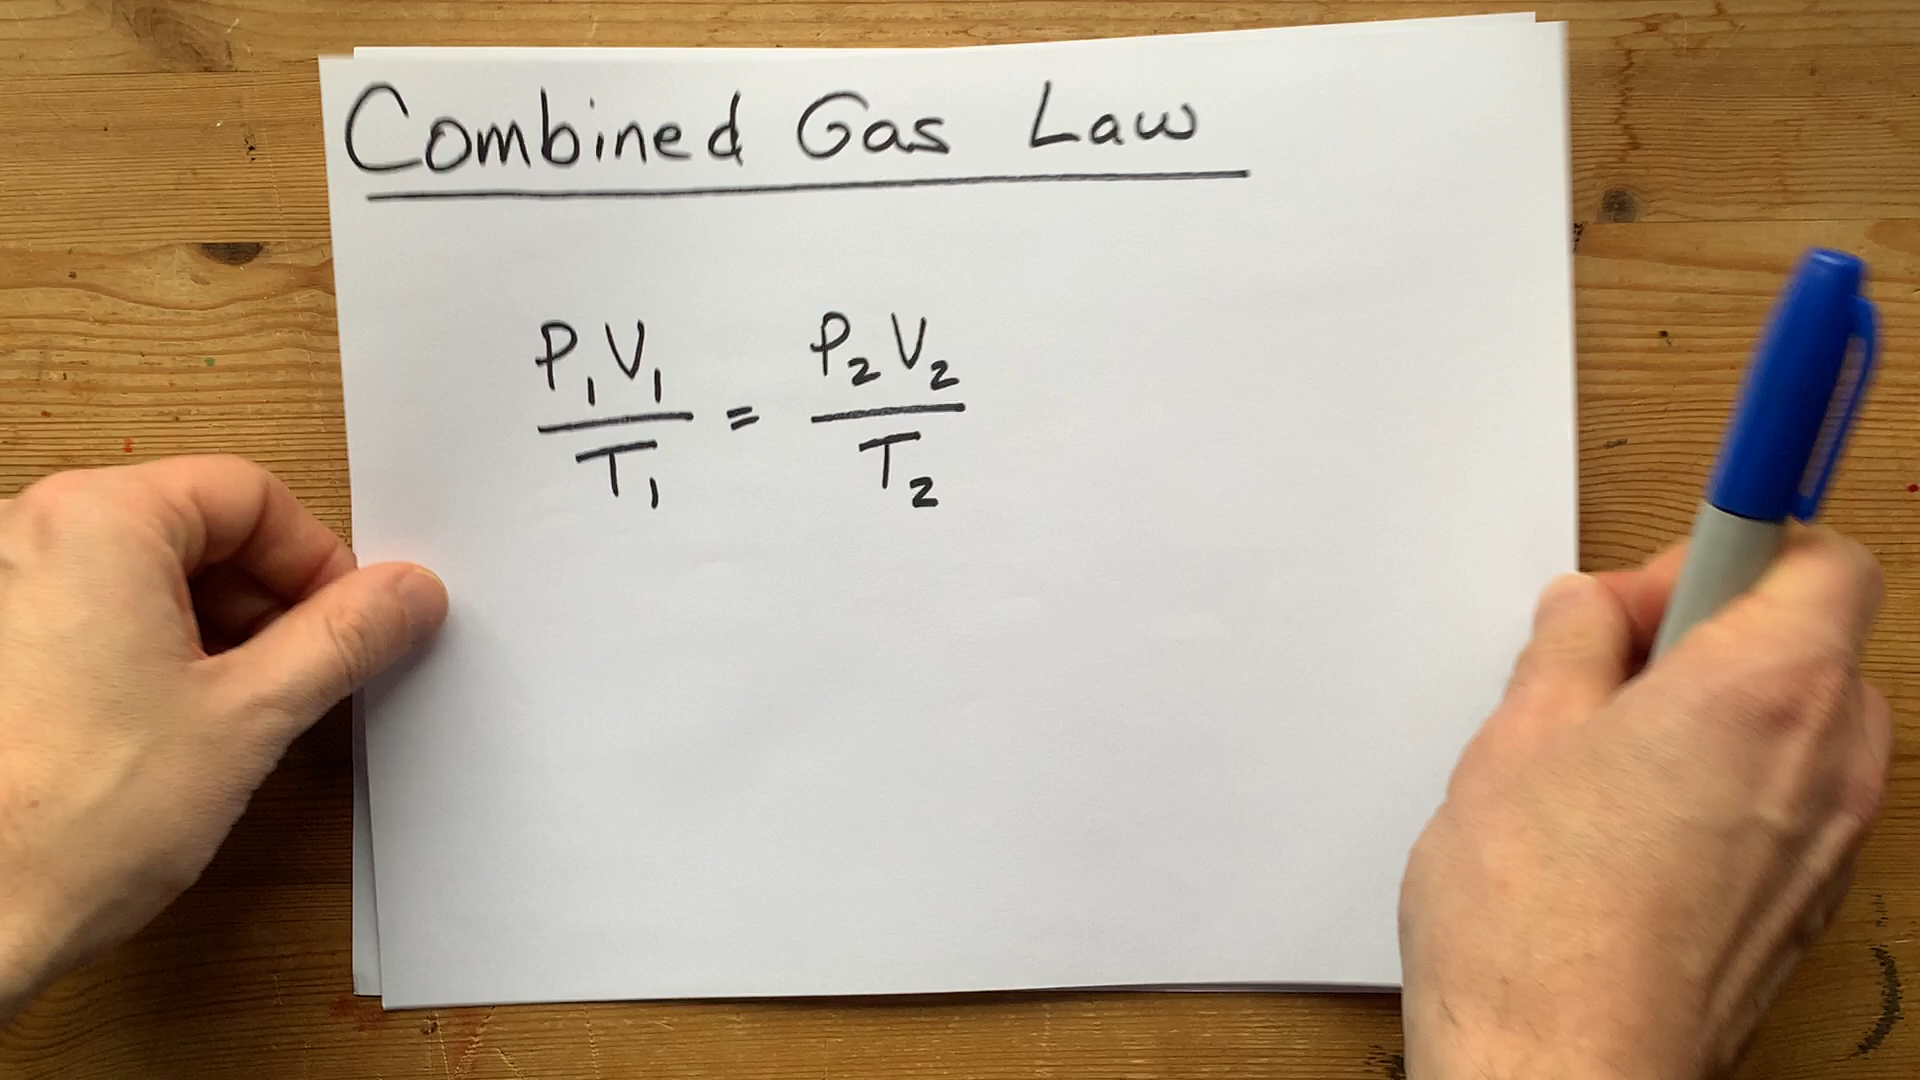 Combined Gas Law
P₁V₁/T₁ = P₂V₂/T₂